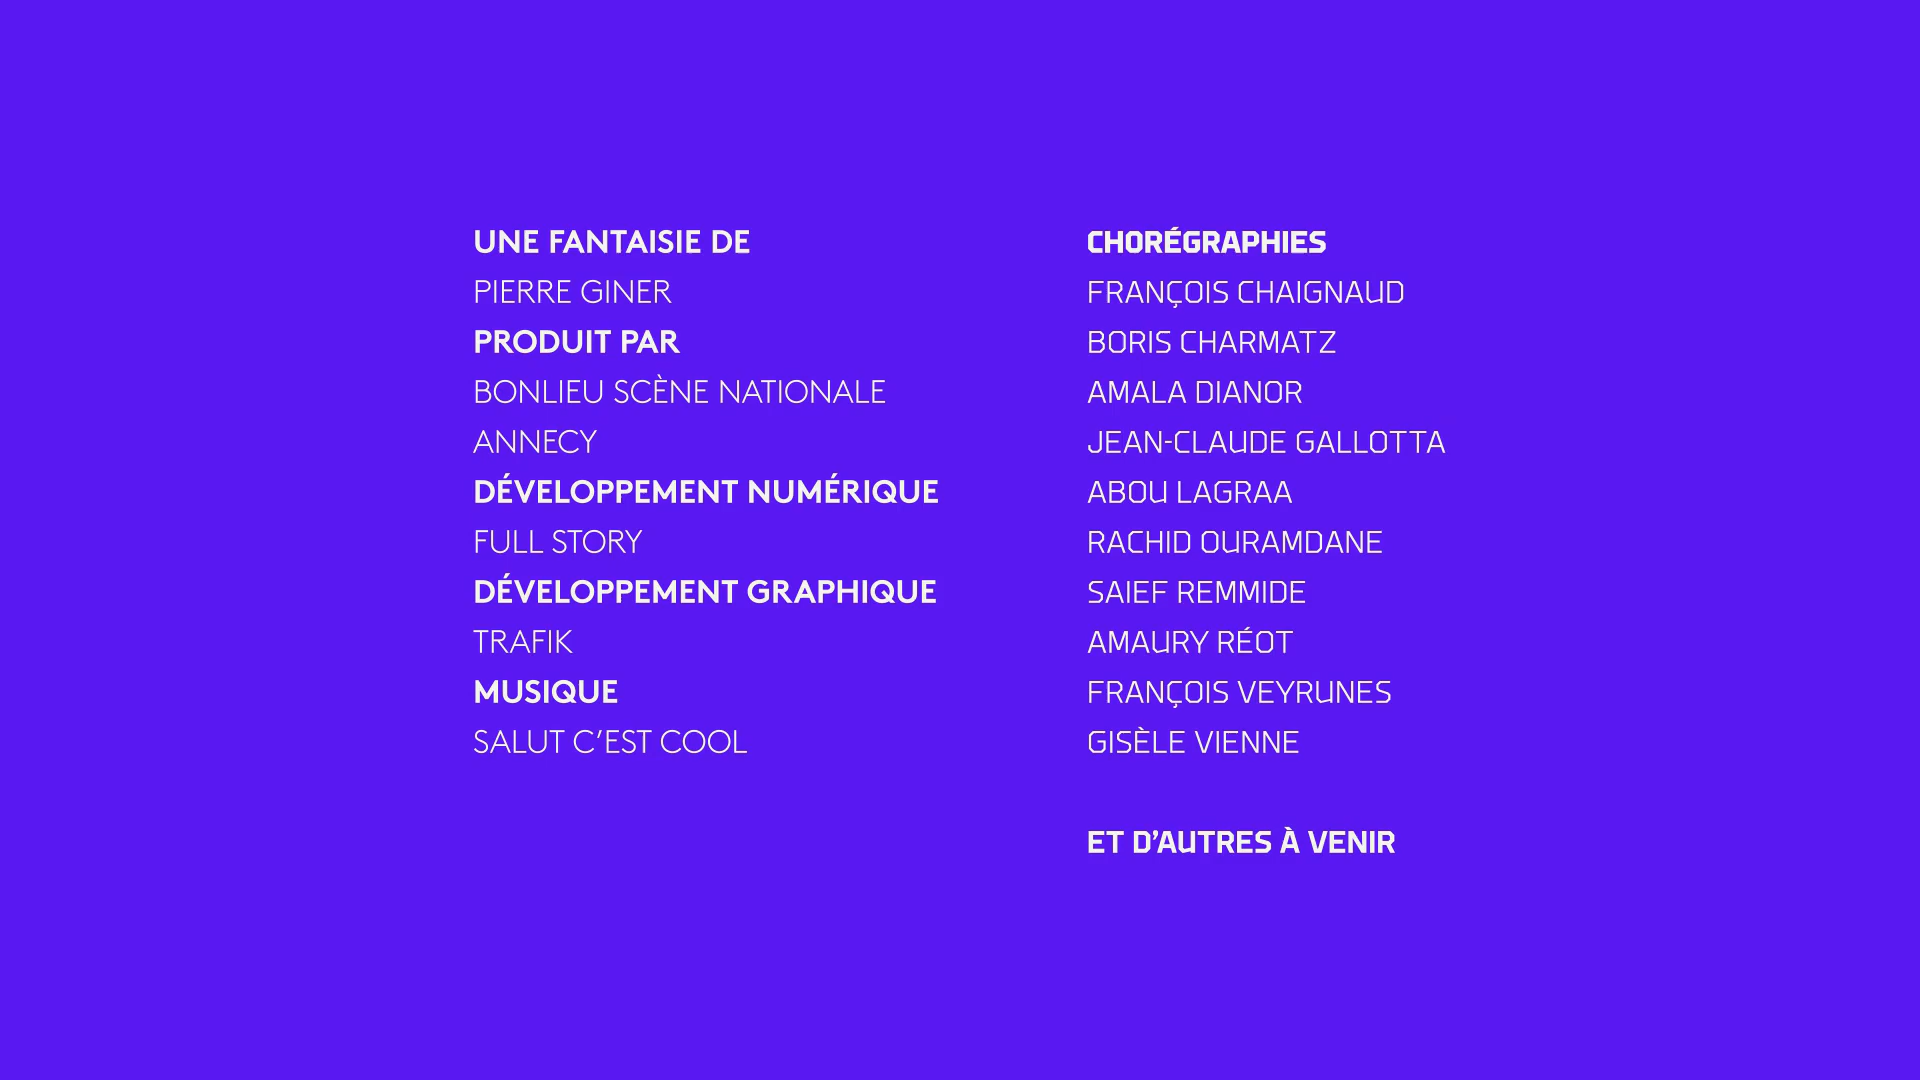 UNE FANTAISIE DE
PIERRE GINER
PRODUIT PAR
BONLIEU SCÈNE NATIONALE
ANNECY
DÉVELOPPEMENT NUMÉRIQUE
FULL STORY
DÉVELOPPEMENT GRAPHIQUE
TRAFIK
MUSIQUE
SALUT C’EST COOL
CHORÉGRAPHIES
FRANÇOIS CHAIGNAUD
BORIS CHARMATZ
AMALA DIANOR
JEAN-CLAUDE GALLOTTA
ABOU LAGRAA
RACHID OURAMDANE
SAIEF REMMIDE
AMAURY RÉOT
FRANÇOIS VEYRUNES
GISÈLE VIENNE
ET D’AUTRES À VENIR